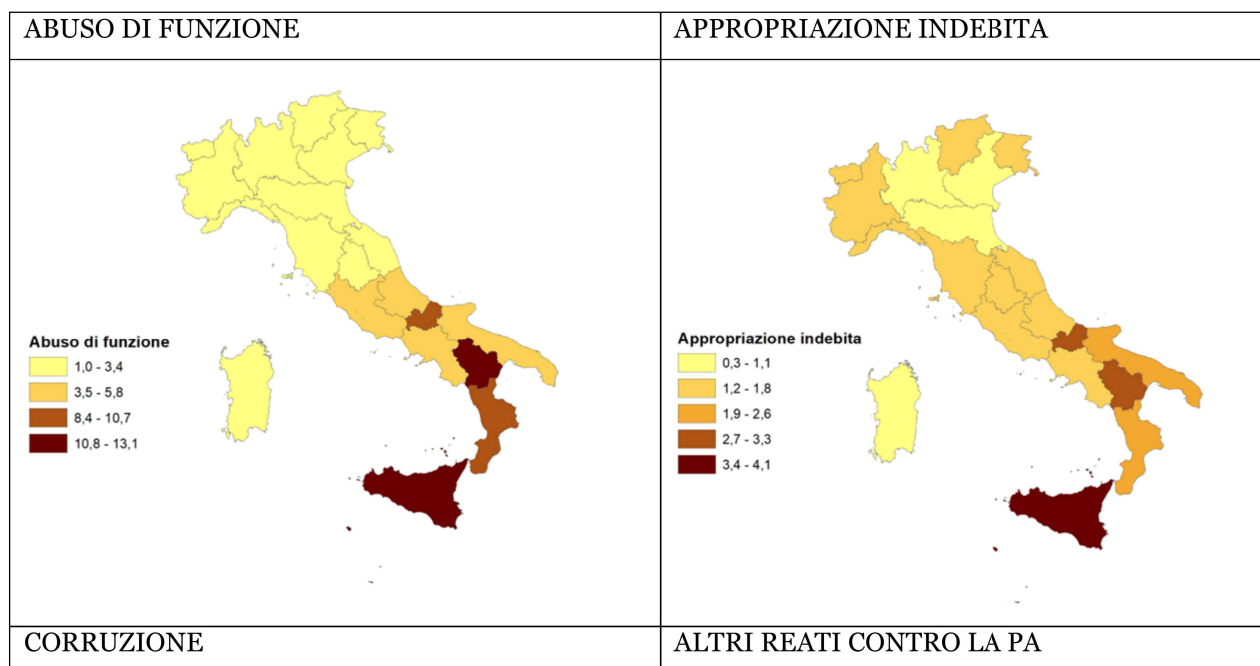 ABUSO DI FUNZIONE
APPROPRIAZIONE INDEBITA
Abuso di funzione
1,0 - 3,4
3,5 - 5,8
8,4 - 10,7
10,8 - 13,1
Appropriazione indebita
0,3 - 1,1
1,2 - 1,8
1,9 - 2,6
2,7 - 3,3
3,4 - 4,1
CORRUZIONE
ALTRI REATI CONTRO LA PA